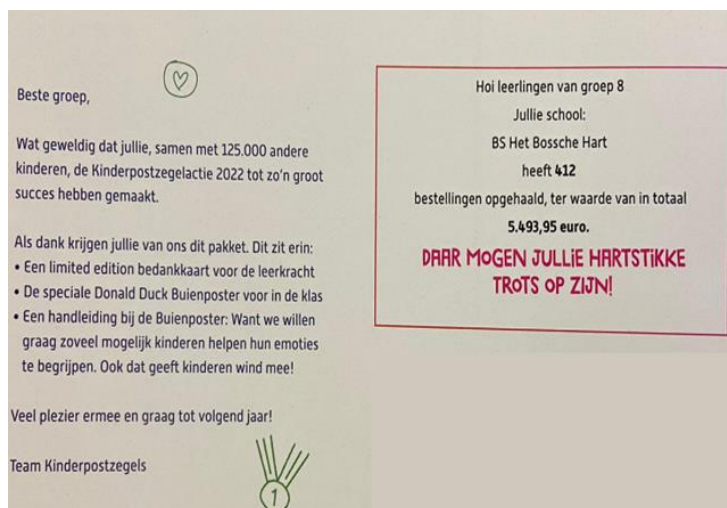 Beste groep,
Wat geweldig dat jullie, samen met 125.000 andere
kinderen, de Kinderpostzegelactie 2022 tot zo'n groot
succes hebben gemaakt.
Als dank krijgen jullie van ons dit pakket. Dit zit erin:
• Een limited edition bedankkaart voor de leerkracht
• De speciale Donald Duck Buienposter voor in de klas
• Een handleiding bij de Buienposter: Want we willen
graag zoveel mogelijk kinderen helpen hun emoties
te begrijpen. Ook dat geeft kinderen wind mee!
Veel plezier ermee en graag tot volgend jaar!
Team Kinderpostzegels
1
Hoi leerlingen van groep 8
Jullie school:
BS Het Bossche Hart
heeft 412
bestellingen opgehaald, ter waarde van in totaal
5.493,95 euro.
DAAR MOGEN JULLIE HARTSTIKKE
TROTS OP ZIJN!